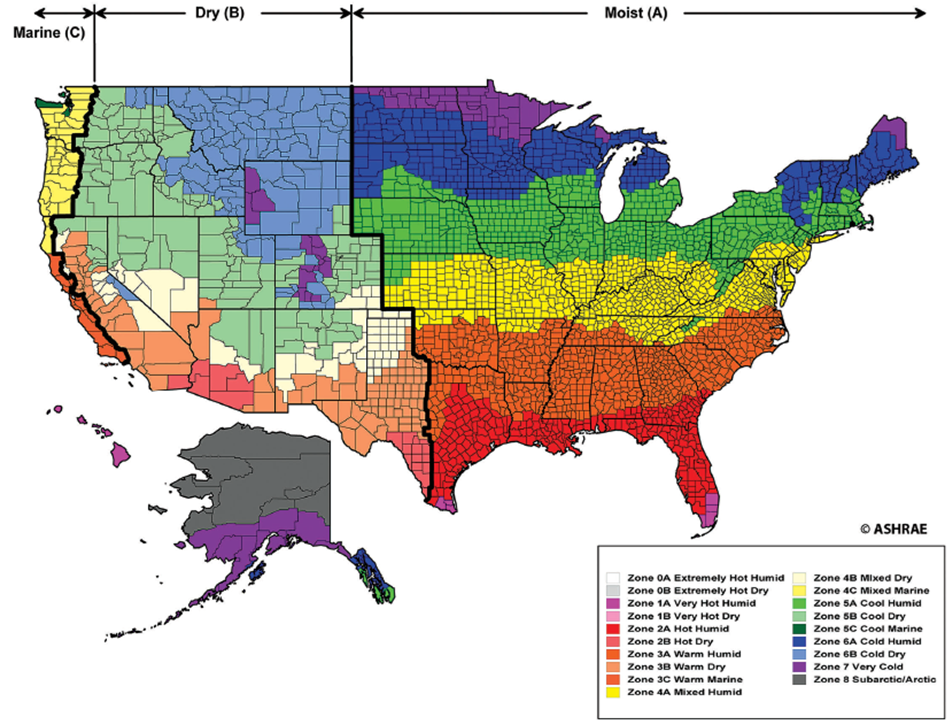 Marine (C)
Dry (B)
Moist (A)
© ASHRAE
Zone 0A Extremely Hot Humid
Zone 0B Extremely Hot Dry
Zone 1A Very Hot Humid
Zone 1B Very Hot Dry
Zone 2A Hot Humid
Zone 2B Hot Dry
Zone 3A Warm Humid
Zone 3B Warm Dry
Zone 3C Warm Marine
Zone 4A Mixed Humid
Zone 4B Mixed Dry
Zone 4C Mixed Marine
Zone 5A Cool Humid
Zone 5B Cool Dry
Zone 5C Cool Marine
Zone 6A Cold Humid
Zone 6B Cold Dry
Zone 7 Very Cold
Zone 8 Subarctic/Arctic